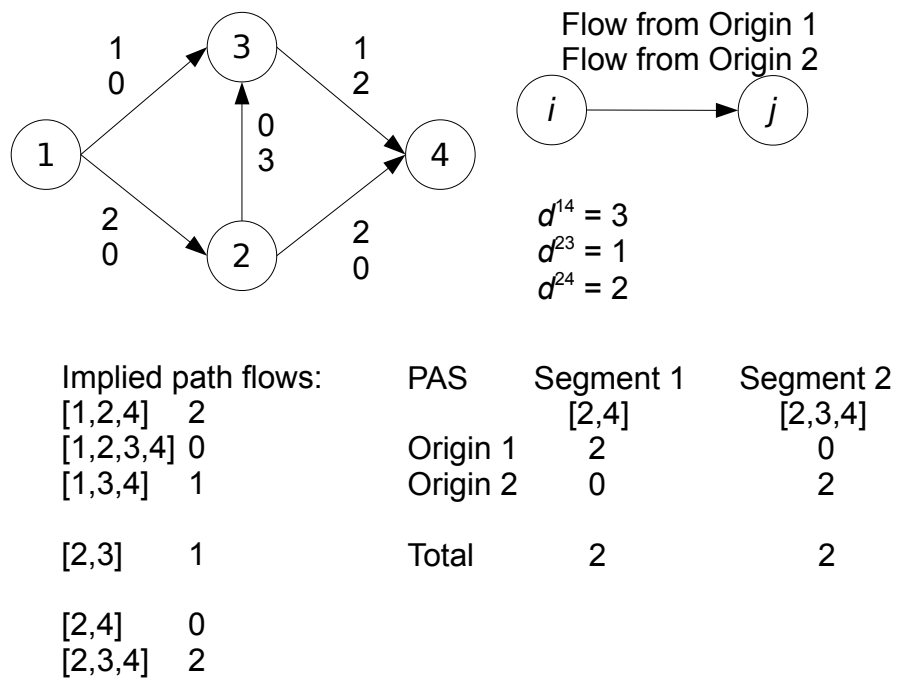 Flow from Origin 1
Flow from Origin 2
1
0
3
1
2
i
j
1
0
3
4
2
0
2
2
0
d^14 = 3
d^23 = 1
d^24 = 2
Implied path flows:
[1,2,4] 2
[1,2,3,4] 0
[1,3,4] 1
[2,3] 1
[2,4] 0
[2,3,4] 2
PAS Segment 1 Segment 2
[2,4] [2,3,4]
Origin 1 2 0
Origin 2 0 2
Total 2 2